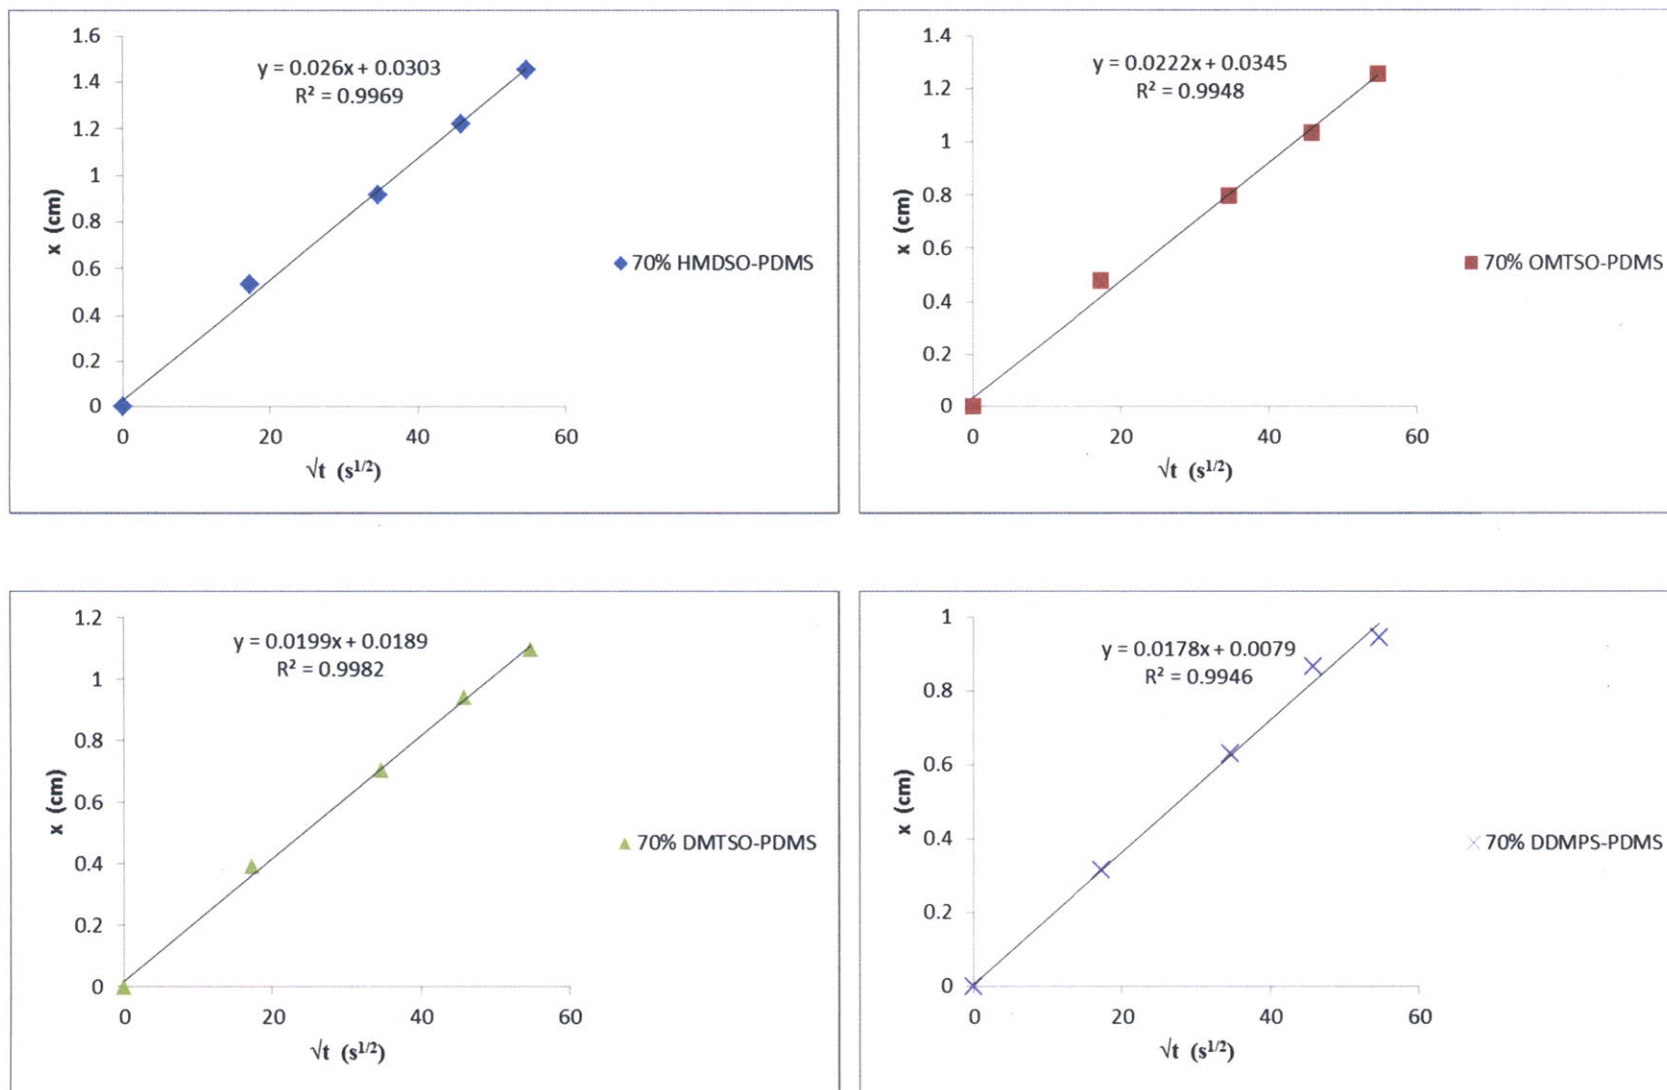 1.6
1.4
1.2
1
0.8
0.6
0.4
0.2
0
y = 0.026x + 0.0303
R² = 0.9969
x (cm)
0 20 40 60
√t (s^1/2)
70% HMDSO-PDMS
1.4
1.2
1
0.8
0.6
0.4
0.2
0
y = 0.0222x + 0.0345
R² = 0.9948
x (cm)
0 20 40 60
√t (s^1/2)
70% OMTSO-PDMS
1.2
1
0.8
0.6
0.4
0.2
0
y = 0.0199x + 0.0189
R² = 0.9982
x (cm)
0 20 40 60
√t (s^1/2)
70% DMTSO-PDMS
1
0.8
0.6
0.4
0.2
0
y = 0.0178x + 0.0079
R² = 0.9946
x (cm)
0 20 40 60
√t (s^1/2)
70% DDMPS-PDMS